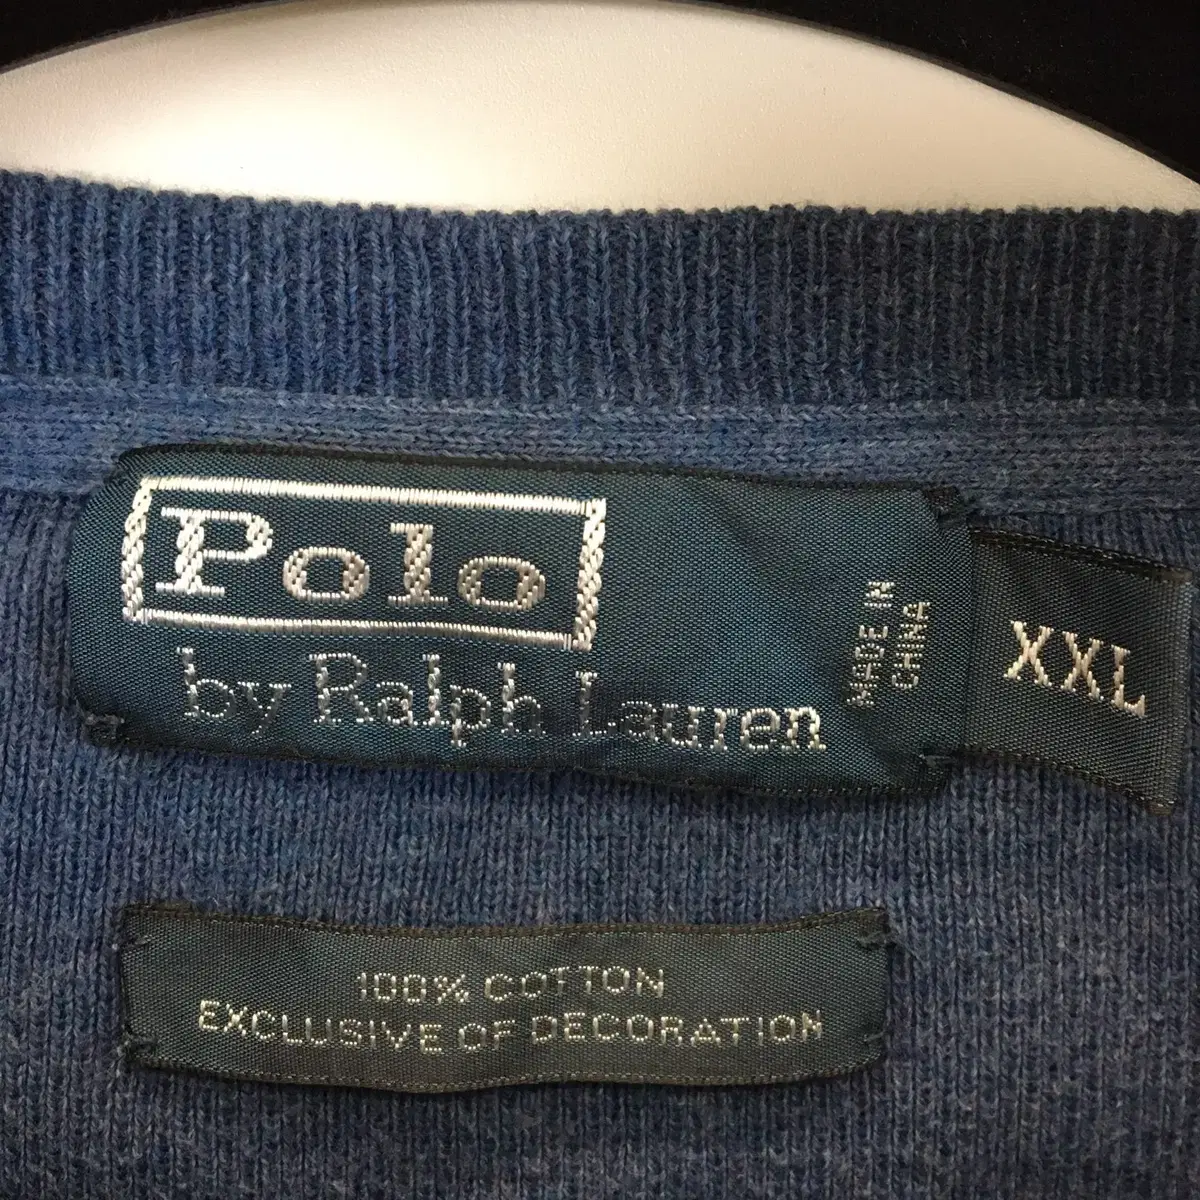 Polo
by Ralph Lauren
MADE IN
CHINA
XXL
100% COTTON
EXCLUSIVE OF DECORATION